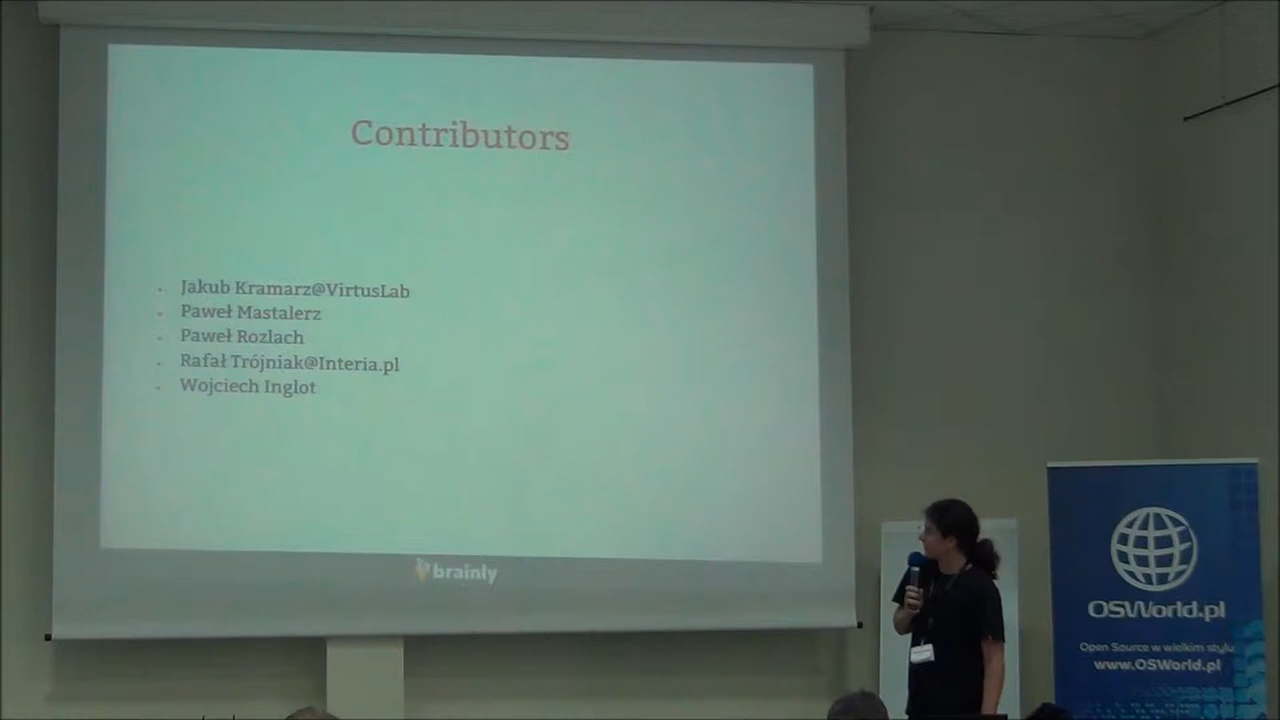 Contributors
Jakub Kramarz@VirtusLab
Paweł Mastalerz
Paweł Rozlach
Rafał Trójniak@Interia.pl
Wojciech Inglot
brainly
OSWorld.pl
Open Source w wielkim stylu
www.OSWorld.pl